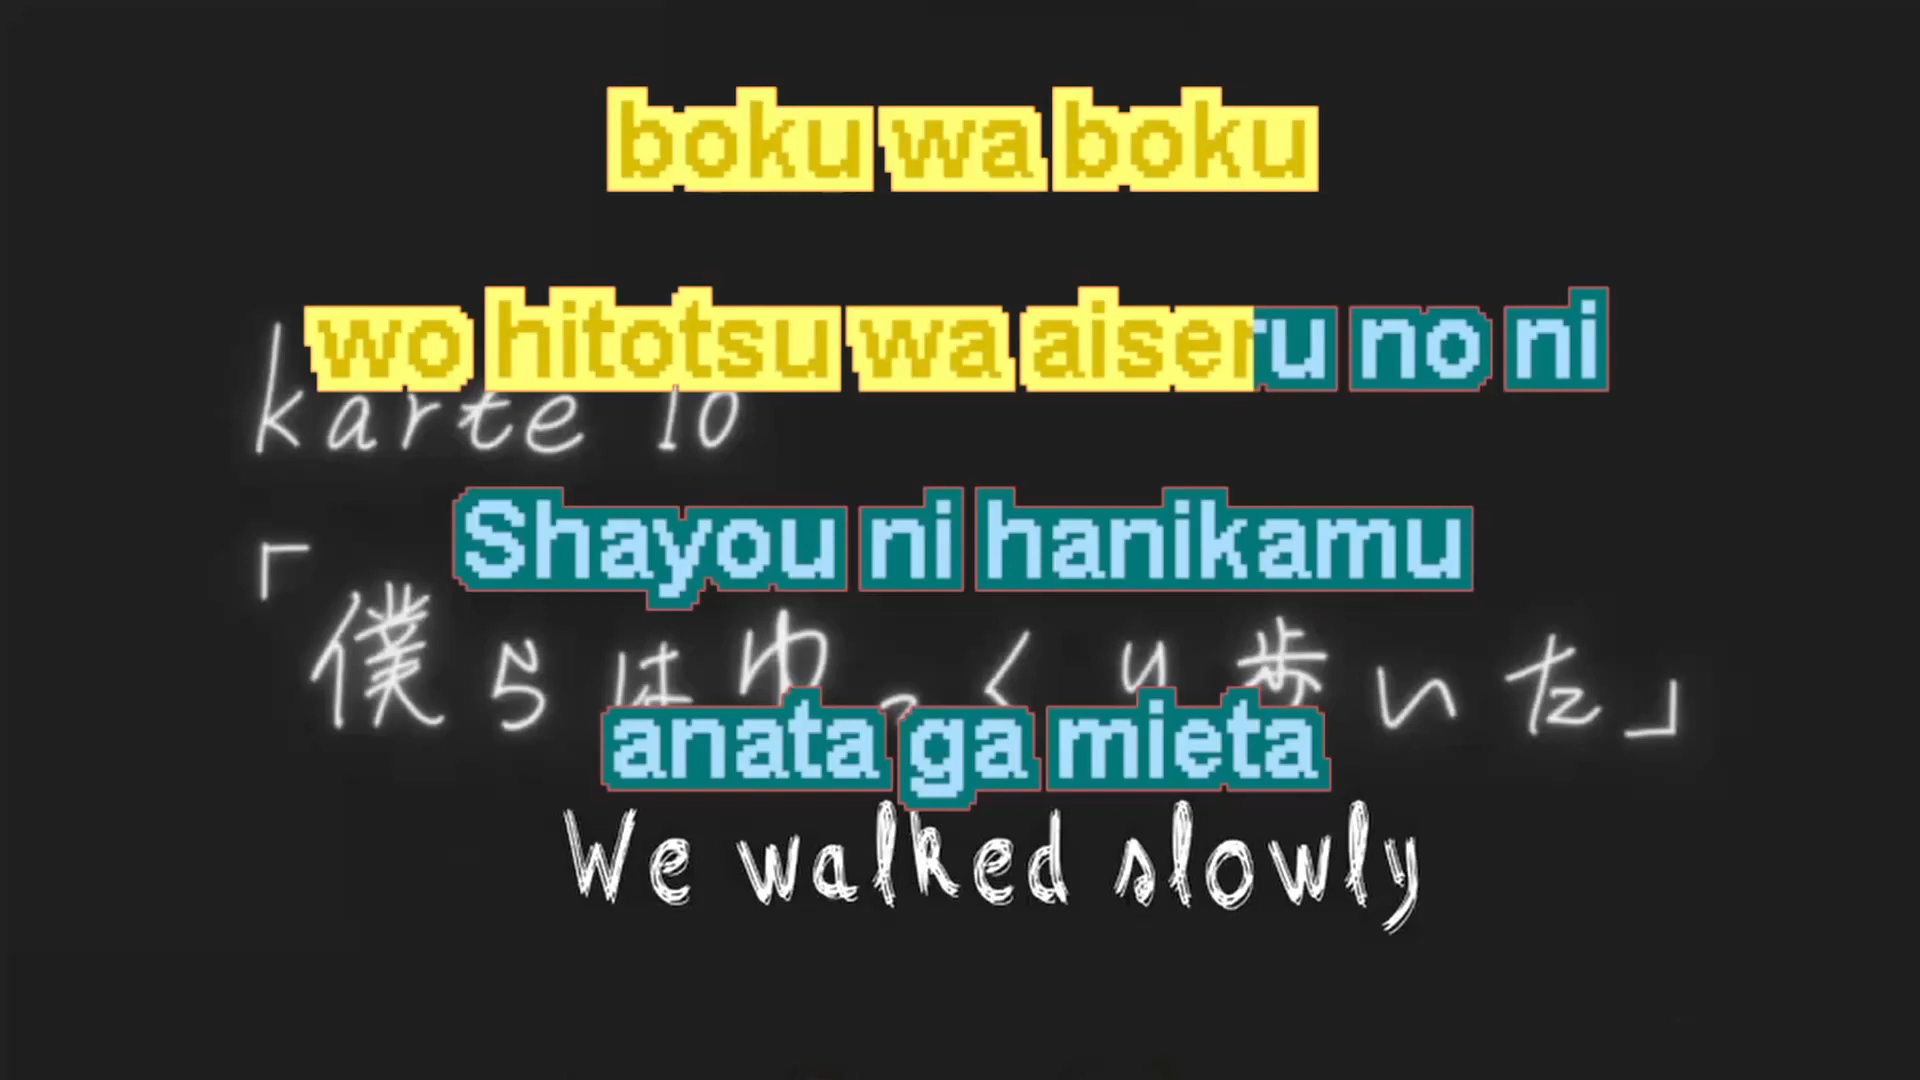 boku wa boku
wo hitotsu wa aiseru no ni
karte 10
Shayou ni hanikamu
「僕らはゆっくり歩いた」
anata ga mieta
We walked slowly